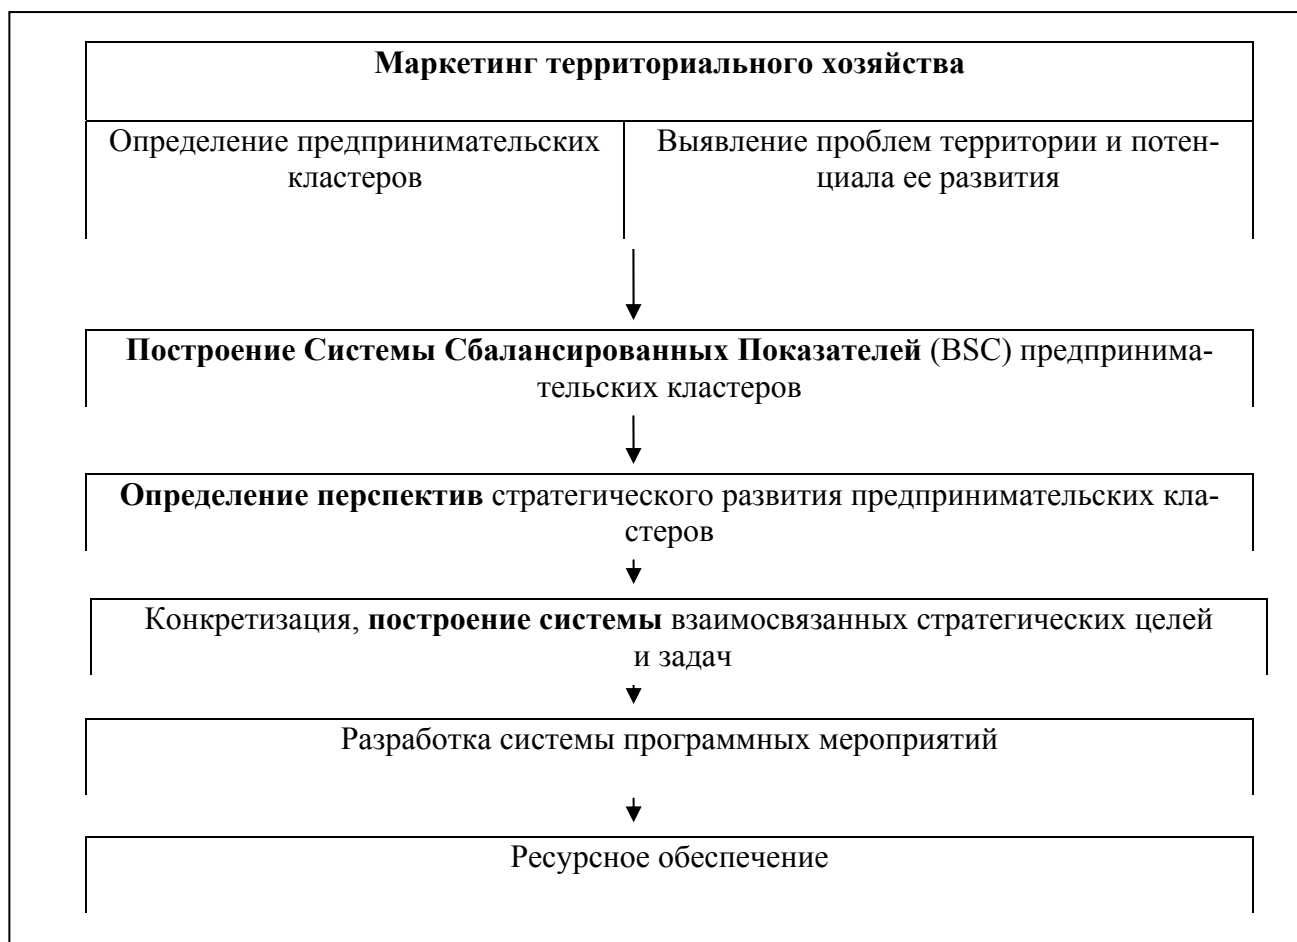 Маркетинг территориального хозяйства
Определение предпринимательских
кластеров
Выявление проблем территории и потен-
циала ее развития
Построение Системы Сбалансированных Показателей (BSC) предпринима-
тельских кластеров
Определение перспектив стратегического развития предпринимательских кла-
стеров
Конкретизация, построение системы взаимосвязанных стратегических целей
и задач
Разработка системы программных мероприятий
Ресурсное обеспечение